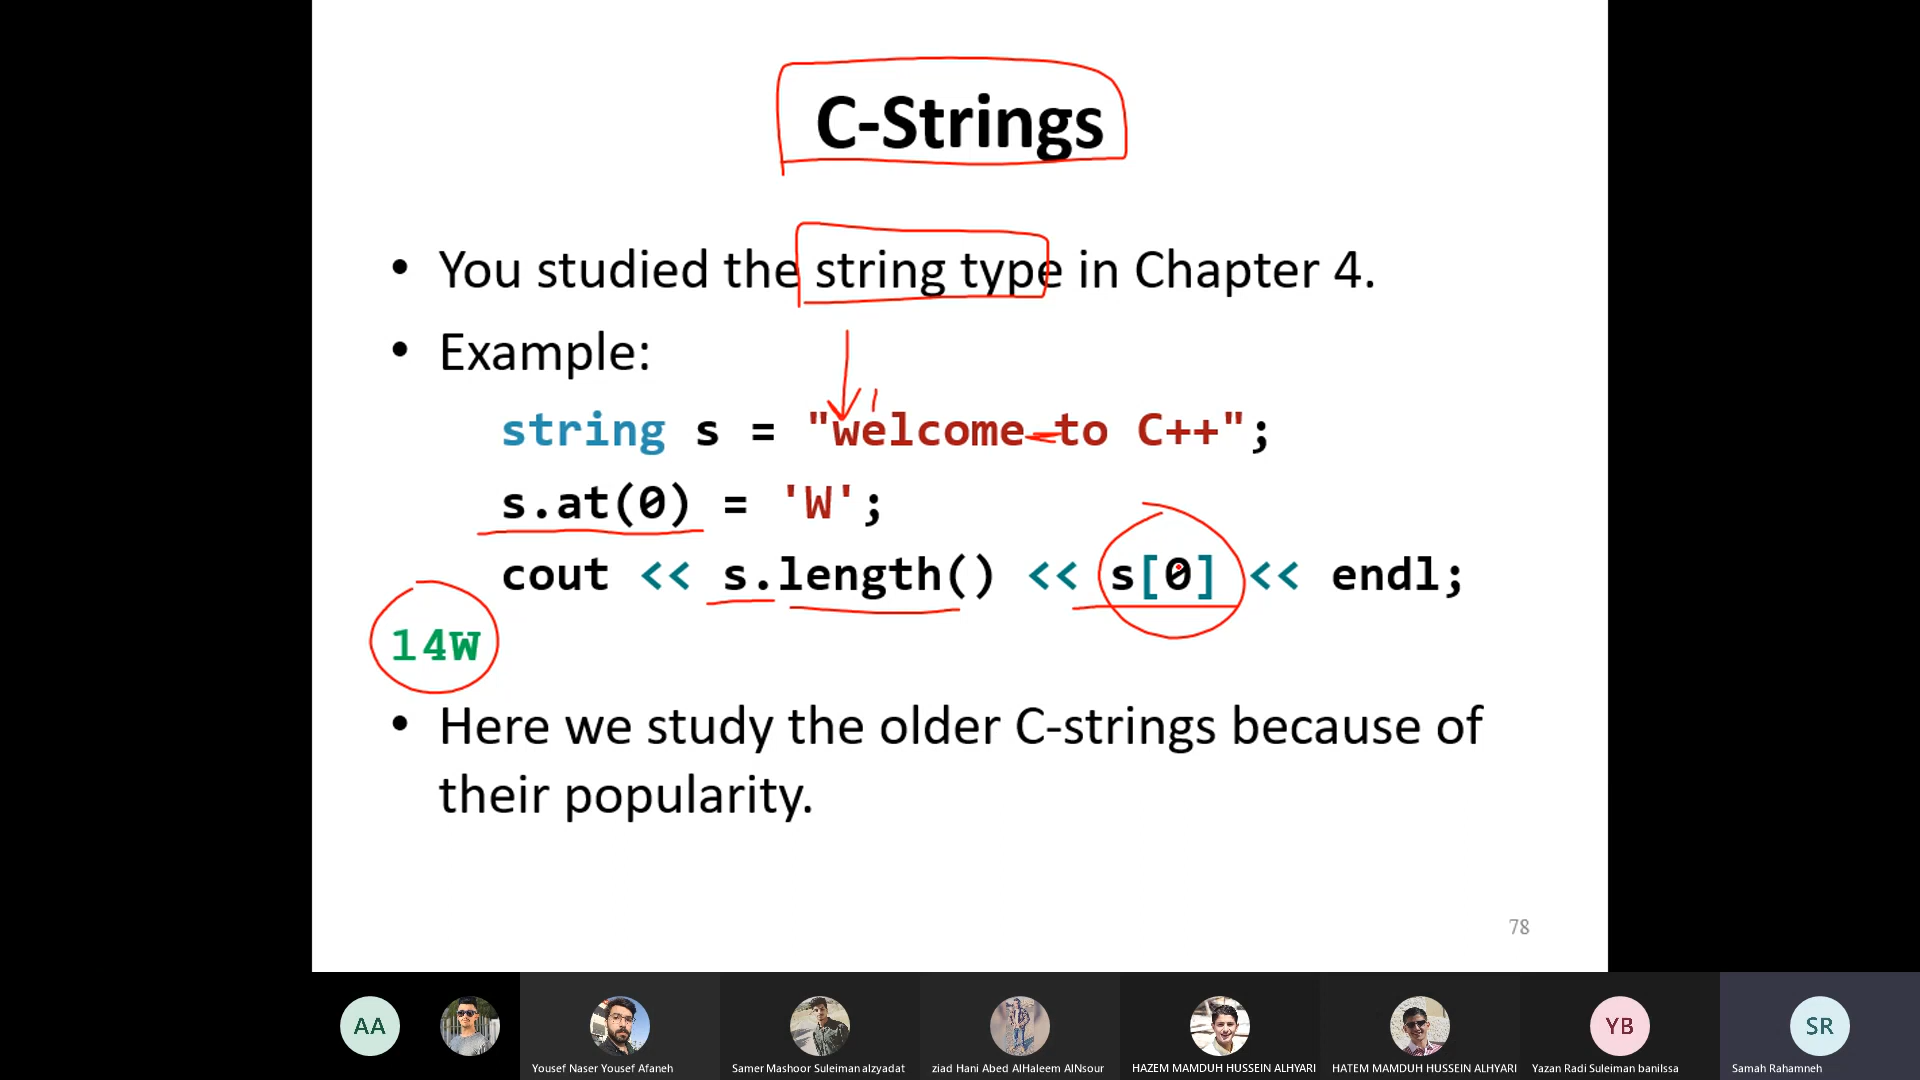 C-Strings
• You studied the string type in Chapter 4.
• Example:
string s = "welcome to C++";
s.at(0) = 'W';
cout << s.length() << s[0] << endl;
14W
• Here we study the older C-strings because of
their popularity.
78
AA
YB
SR
Yousef Naser Yousef Afaneh
Samer Mashoor Suleiman alzyadat
ziad Hani Abed AlHaleem AlNsour
HAZEM MAMDUH HUSSEIN ALHYARI
HATEM MAMDUH HUSSEIN ALHYARI
Yazan Radi Suleiman baniIssa
Samah Rahamneh